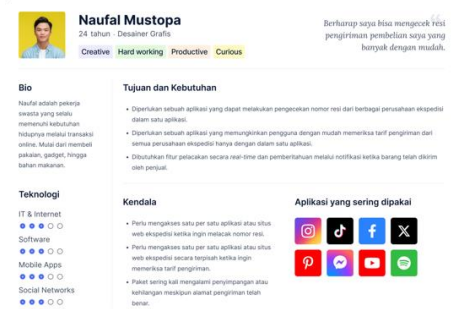 Naufal Mustopa
24 tahun · Desainer Grafis
Creative Hard working Productive Curious
Berharap saya bisa mengecek resi
pengiriman pembelian saya yang
banyak dengan mudah.
Bio
Naufal adalah pekerja
swasta yang selalu
memenuhi kebutuhan
hidupnya melalui transaksi
online. Mulai dari membeli
pakaian, gadget, hingga
bahan makanan.
Teknologi
IT & Internet
Software
Mobile Apps
Social Networks
Tujuan dan Kebutuhan
• Diperlukan sebuah aplikasi yang dapat melakukan pengecekan nomor resi dari berbagai perusahaan ekspedisi
dalam satu aplikasi.
• Diperlukan sebuah aplikasi yang memungkinkan pengguna dengan mudah memeriksa tarif pengiriman dari
semua perusahaan ekspedisi hanya dengan dalam satu aplikasi.
• Dibutuhkan fitur pelacakan secara real-time dan pemberitahuan melalui notifikasi ketika barang telah dikirim
oleh penjual.
Kendala
• Perlu mengakses satu per satu aplikasi atau situs
web ekspedisi ketika ingin melacak nomor resi.
• Perlu mengakses satu per satu aplikasi atau situs
web ekspedisi secara terpisah ketika ingin
memeriksa tarif pengiriman.
• Paket sering kali mengalami penyimpangan atau
kehilangan meskipun alamat pengiriman telah
benar.
Aplikasi yang sering dipakai